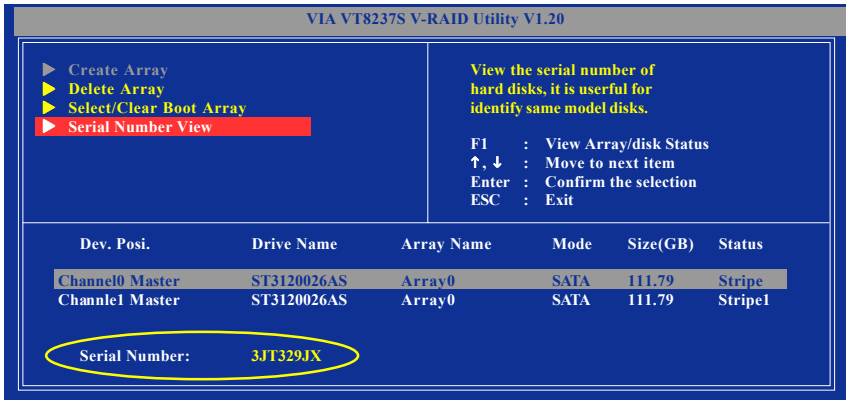 VIA VT8237S V-RAID Utility V1.20
Create Array
Delete Array
Select/Clear Boot Array
Serial Number View
View the serial number of
hard disks, it is userful for
identify same model disks.
F1 : View Array/disk Status
↑, ↓ : Move to next item
Enter : Confirm the selection
ESC : Exit
Dev. Posi. Drive Name Array Name Mode Size(GB) Status
Channel0 Master ST3120026AS Array0 SATA 111.79 Stripe
Channle1 Master ST3120026AS Array0 SATA 111.79 Stripe1
Serial Number: 3JT329JX